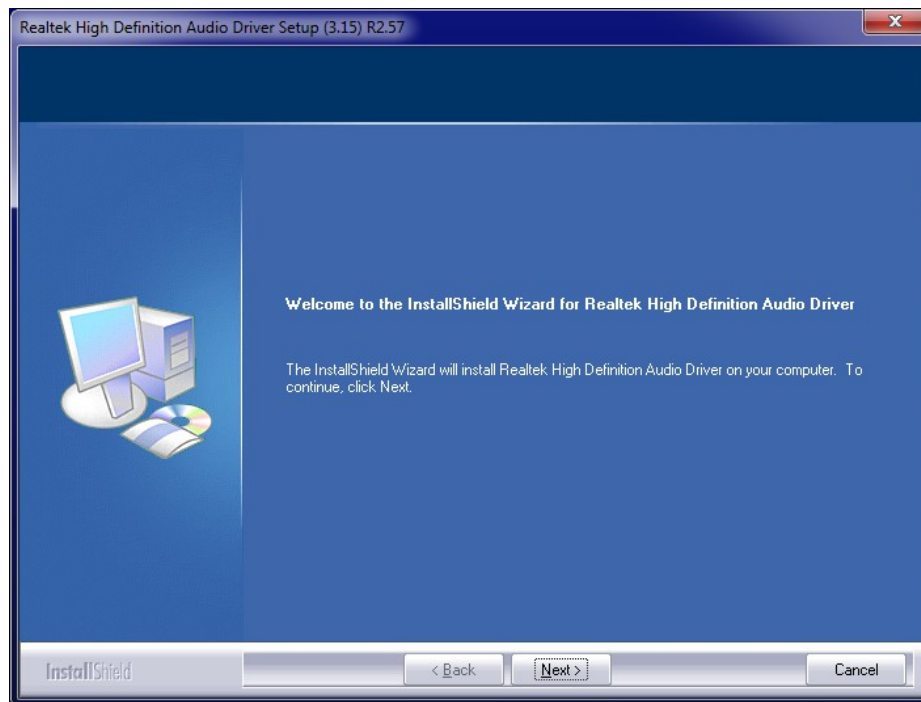 Realtek High Definition Audio Driver Setup (3.15) R2.57
Welcome to the InstallShield Wizard for Realtek High Definition Audio Driver
The InstallShield Wizard will install Realtek High Definition Audio Driver on your computer. To
continue, click Next.
InstallShield
< Back
Next >
Cancel